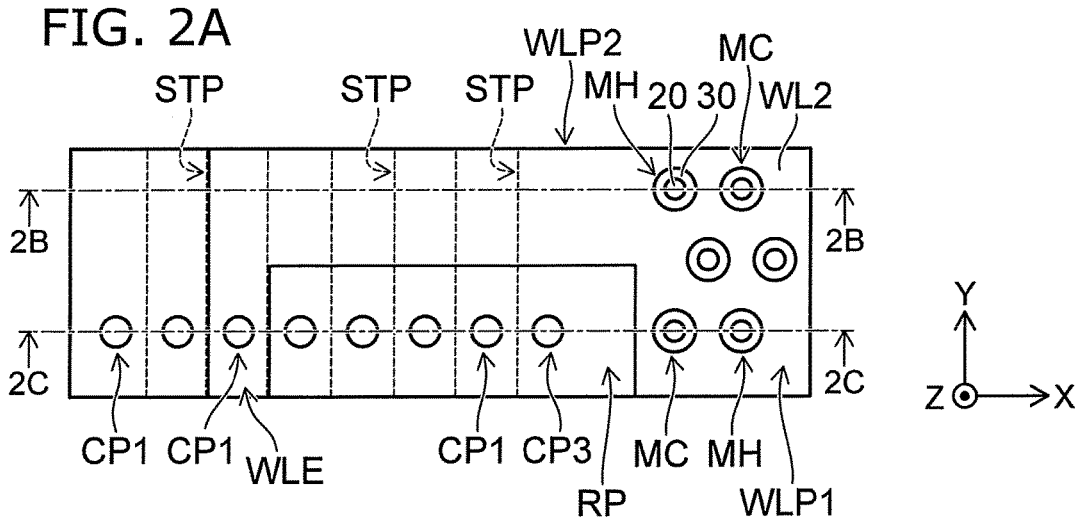 FIG. 2A
WLP2
MC
STP
STP
STP
MH
20
30
WL2
2B
2B
Y
2C
2C
Z
X
CP1
CP1
WLE
CP1
CP3
RP
MC
MH
WLP1